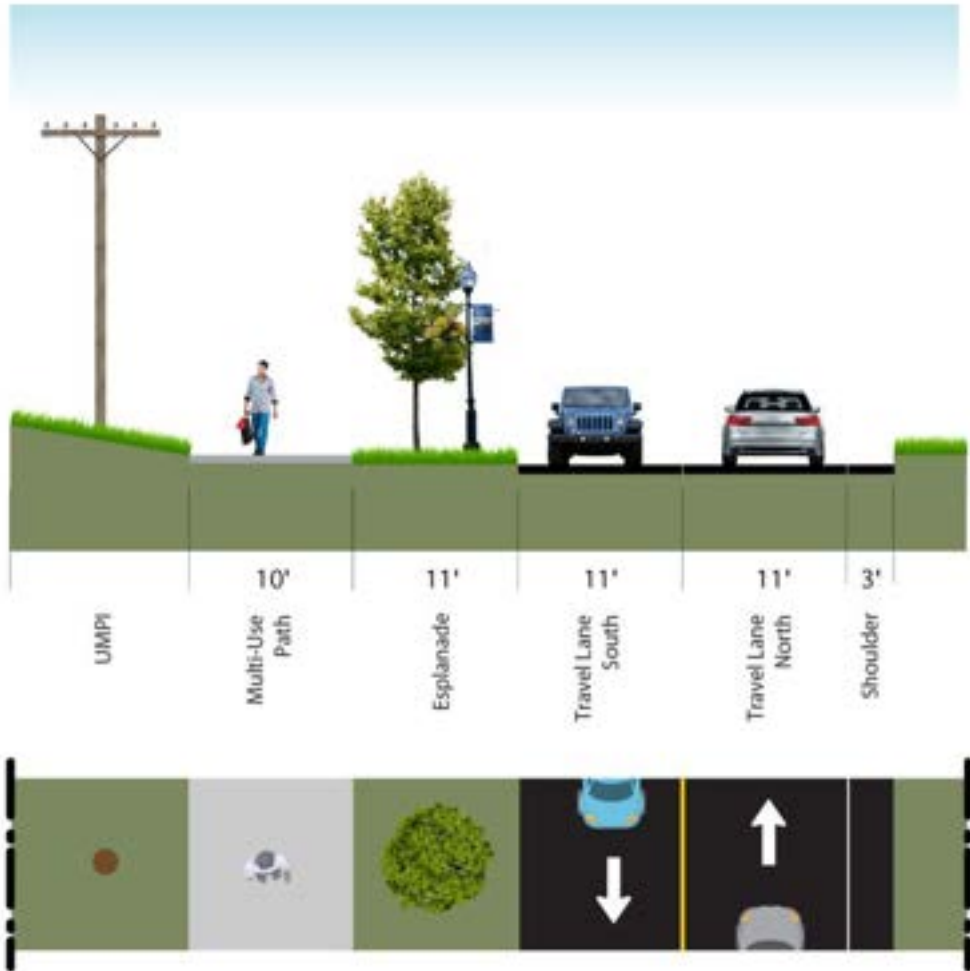 10'
11'
11'
11'
3'
UMPI
Multi-Use
Path
Esplanade
Travel Lane
South
Travel Lane
North
Shoulder